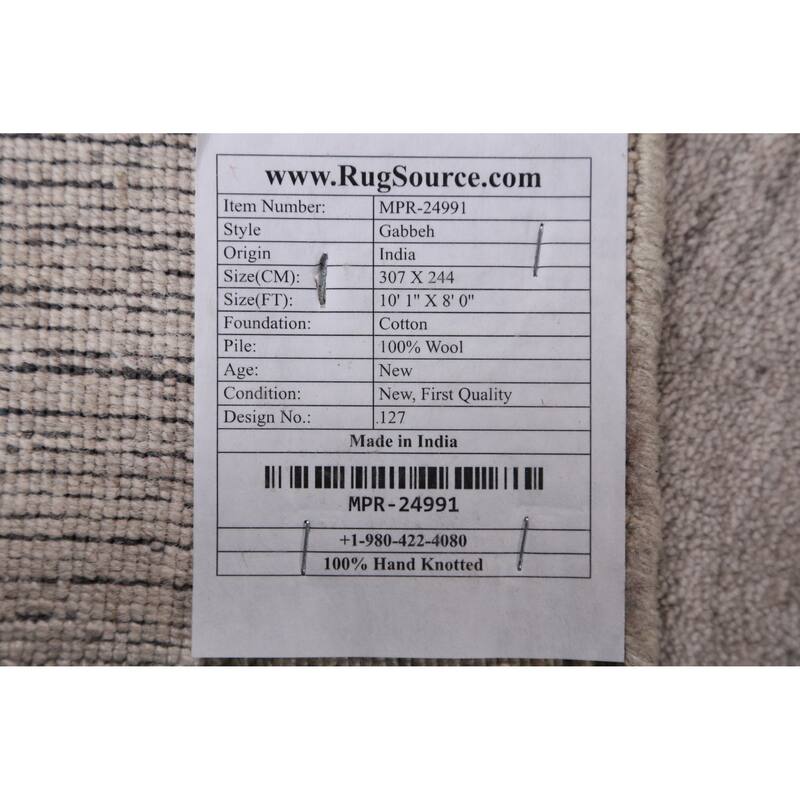 www.RugSource.com
Item Number: MPR-24991
Style Gabbeh
Origin India
Size(CM): 307 X 244
Size(FT): 10' 1" X 8' 0"
Foundation: Cotton
Pile: 100% Wool
Age: New
Condition: New, First Quality
Design No.: .127
Made in India
MPR-24991
+1-980-422-4080
100% Hand Knotted